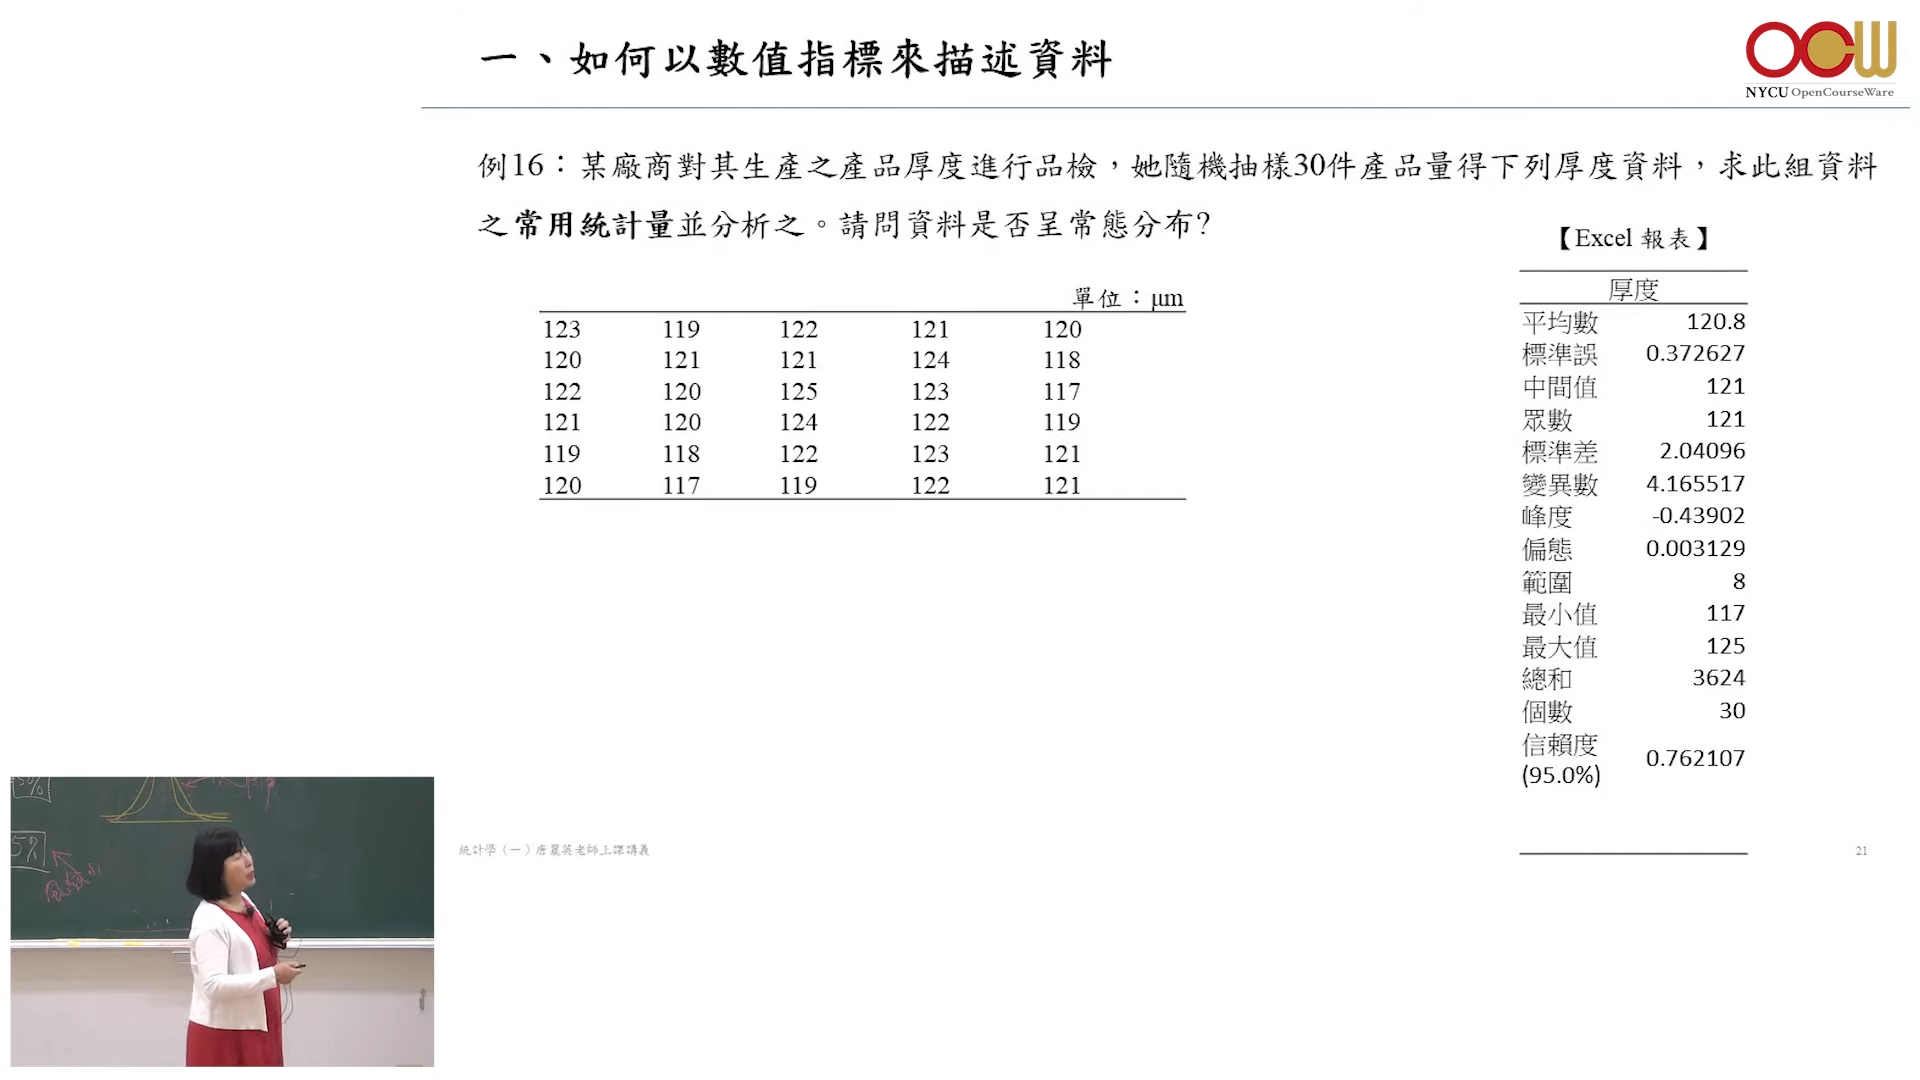 一、如何以數值指標來描述資料
OCW
NYCU OpenCourseWare
例16：某廠商對其生產之產品厚度進行品檢，她隨機抽樣30件產品量得下列厚度資料，求此組資料
之常用統計量並分析之。請問資料是否呈常態分布?
單位：μm
123 119 122 121 120
120 121 121 124 118
122 120 125 123 117
121 120 124 122 119
119 118 122 123 121
120 117 119 122 121
【Excel 報表】
厚度
平均數 120.8
標準誤 0.372627
中間值 121
眾數 121
標準差 2.04096
變異數 4.165517
峰度 -0.43902
偏態 0.003129
範圍 8
最小值 117
最大值 125
總和 3624
個數 30
信賴度
(95.0%) 0.762107
5%
統計學（一）唐麗英老師上課講義
21